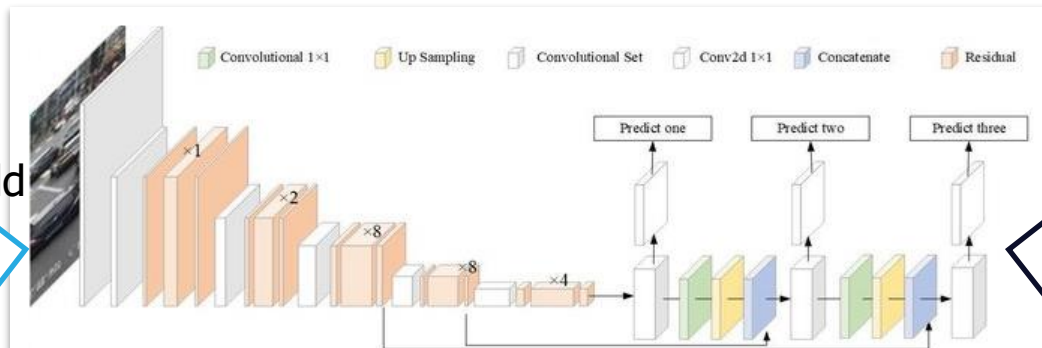 Convolutional 1×1
Up Sampling
Convolutional Set
Conv2d 1×1
Concatenate
Residual
Predict one
Predict two
Predict three
×1
ld
×2
×8
×8
×4